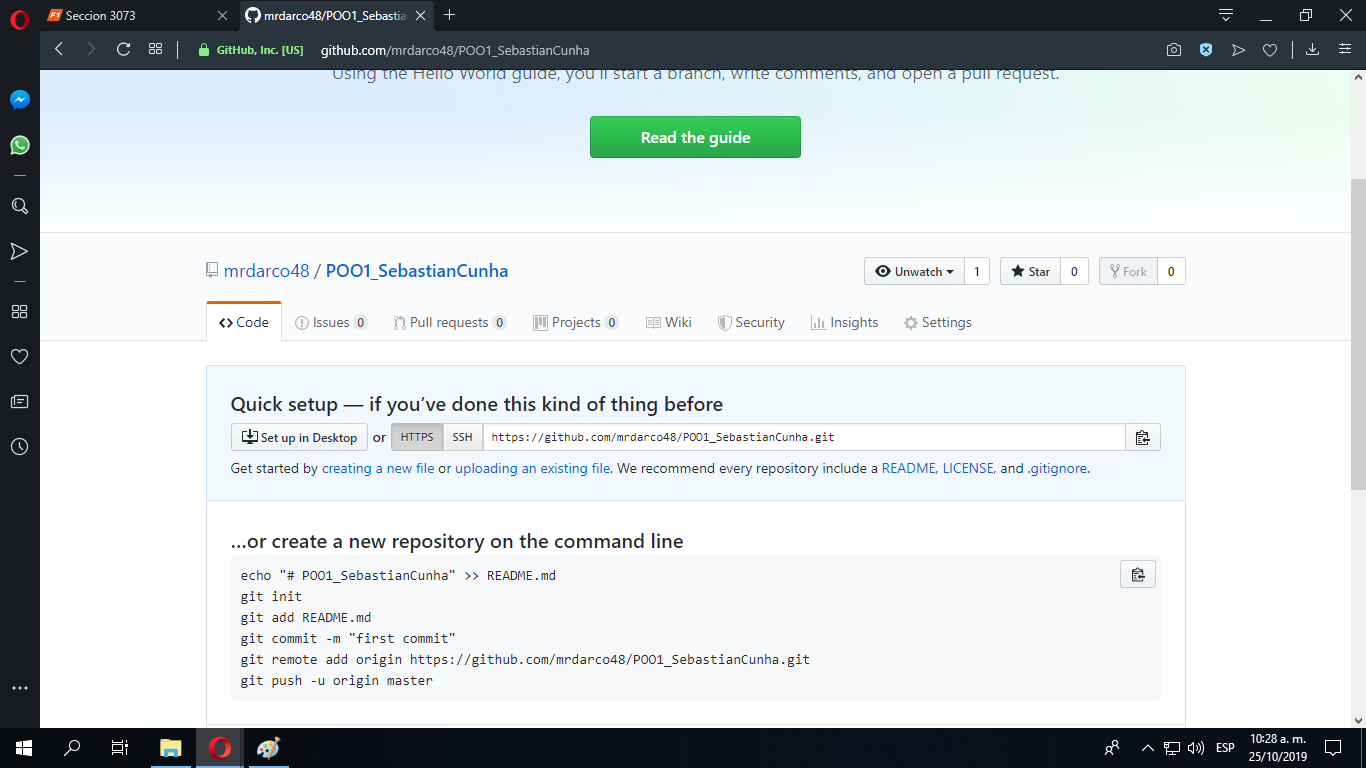 Seccion 3073
mrdarco48/POO1_Sebastia
GitHub, Inc. [US]
github.com/mrdarco48/POO1_SebastianCunha
Using the Hello World guide, you'll start a branch, write comments, and open a pull request.
Read the guide
mrdarco48 / POO1_SebastianCunha
Unwatch 1 Star 0 Fork 0
Code Issues 0 Pull requests 0 Projects 0 Wiki Security Insights Settings
Quick setup — if you've done this kind of thing before
Set up in Desktop or HTTPS SSH https://github.com/mrdarco48/POO1_SebastianCunha.git
Get started by creating a new file or uploading an existing file. We recommend every repository include a README, LICENSE, and .gitignore.
…or create a new repository on the command line
echo "# POO1_SebastianCunha" >> README.md
git init
git add README.md
git commit -m "first commit"
git remote add origin https://github.com/mrdarco48/POO1_SebastianCunha.git
git push -u origin master
ESP
10:28 a. m.
25/10/2019